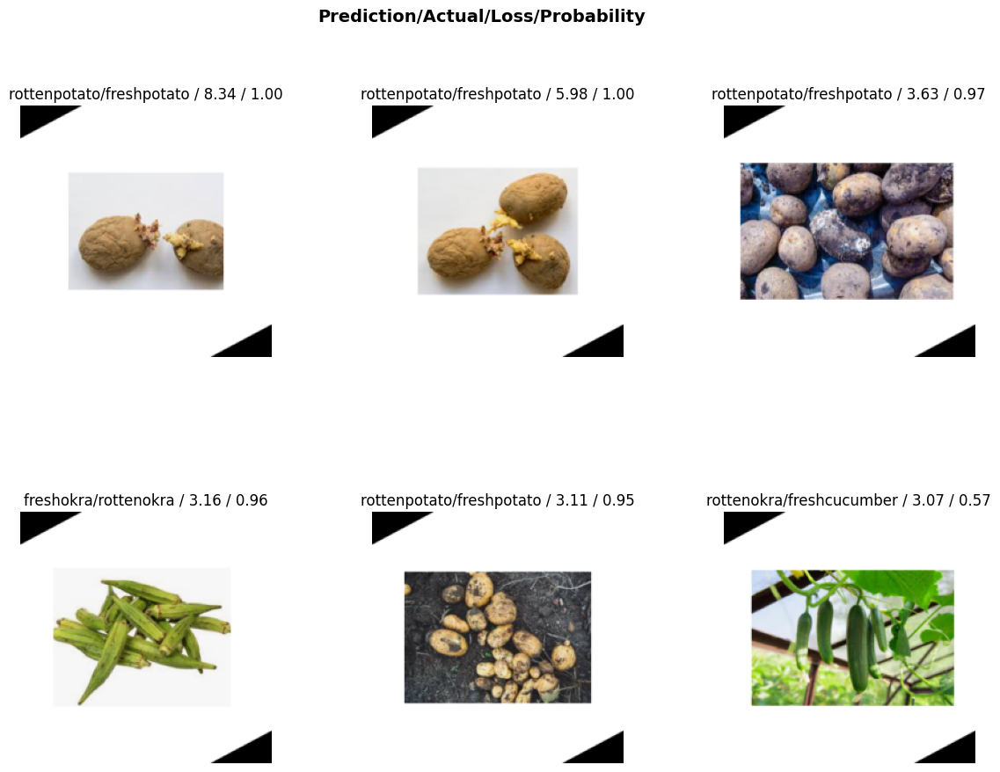 Prediction/Actual/Loss/Probability
rottenpotato/freshpotato / 8.34 / 1.00
rottenpotato/freshpotato / 5.98 / 1.00
rottenpotato/freshpotato / 3.63 / 0.97
freshokra/rottenokra / 3.16 / 0.96
rottenpotato/freshpotato / 3.11 / 0.95
rottenokra/freshcucumber / 3.07 / 0.57